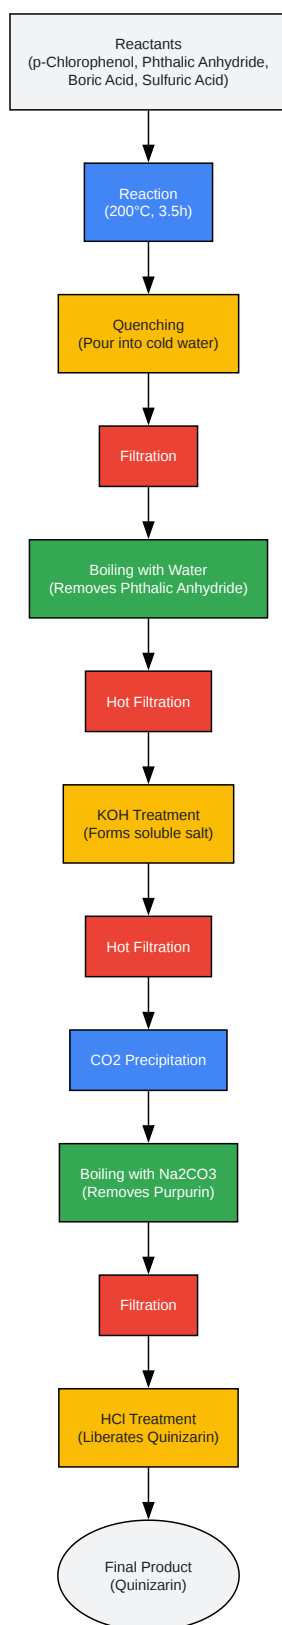 Reactants
(p-Chlorophenol, Phthalic Anhydride,
Boric Acid, Sulfuric Acid)
Reaction
(200°C, 3.5h)
Quenching
(Pour into cold water)
Filtration
Boiling with Water
(Removes Phthalic Anhydride)
Hot Filtration
KOH Treatment
(Forms soluble salt)
Hot Filtration
CO2 Precipitation
Boiling with Na2CO3
(Removes Purpurin)
Filtration
HCl Treatment
(Liberates Quinizarin)
Final Product
(Quinizarin)